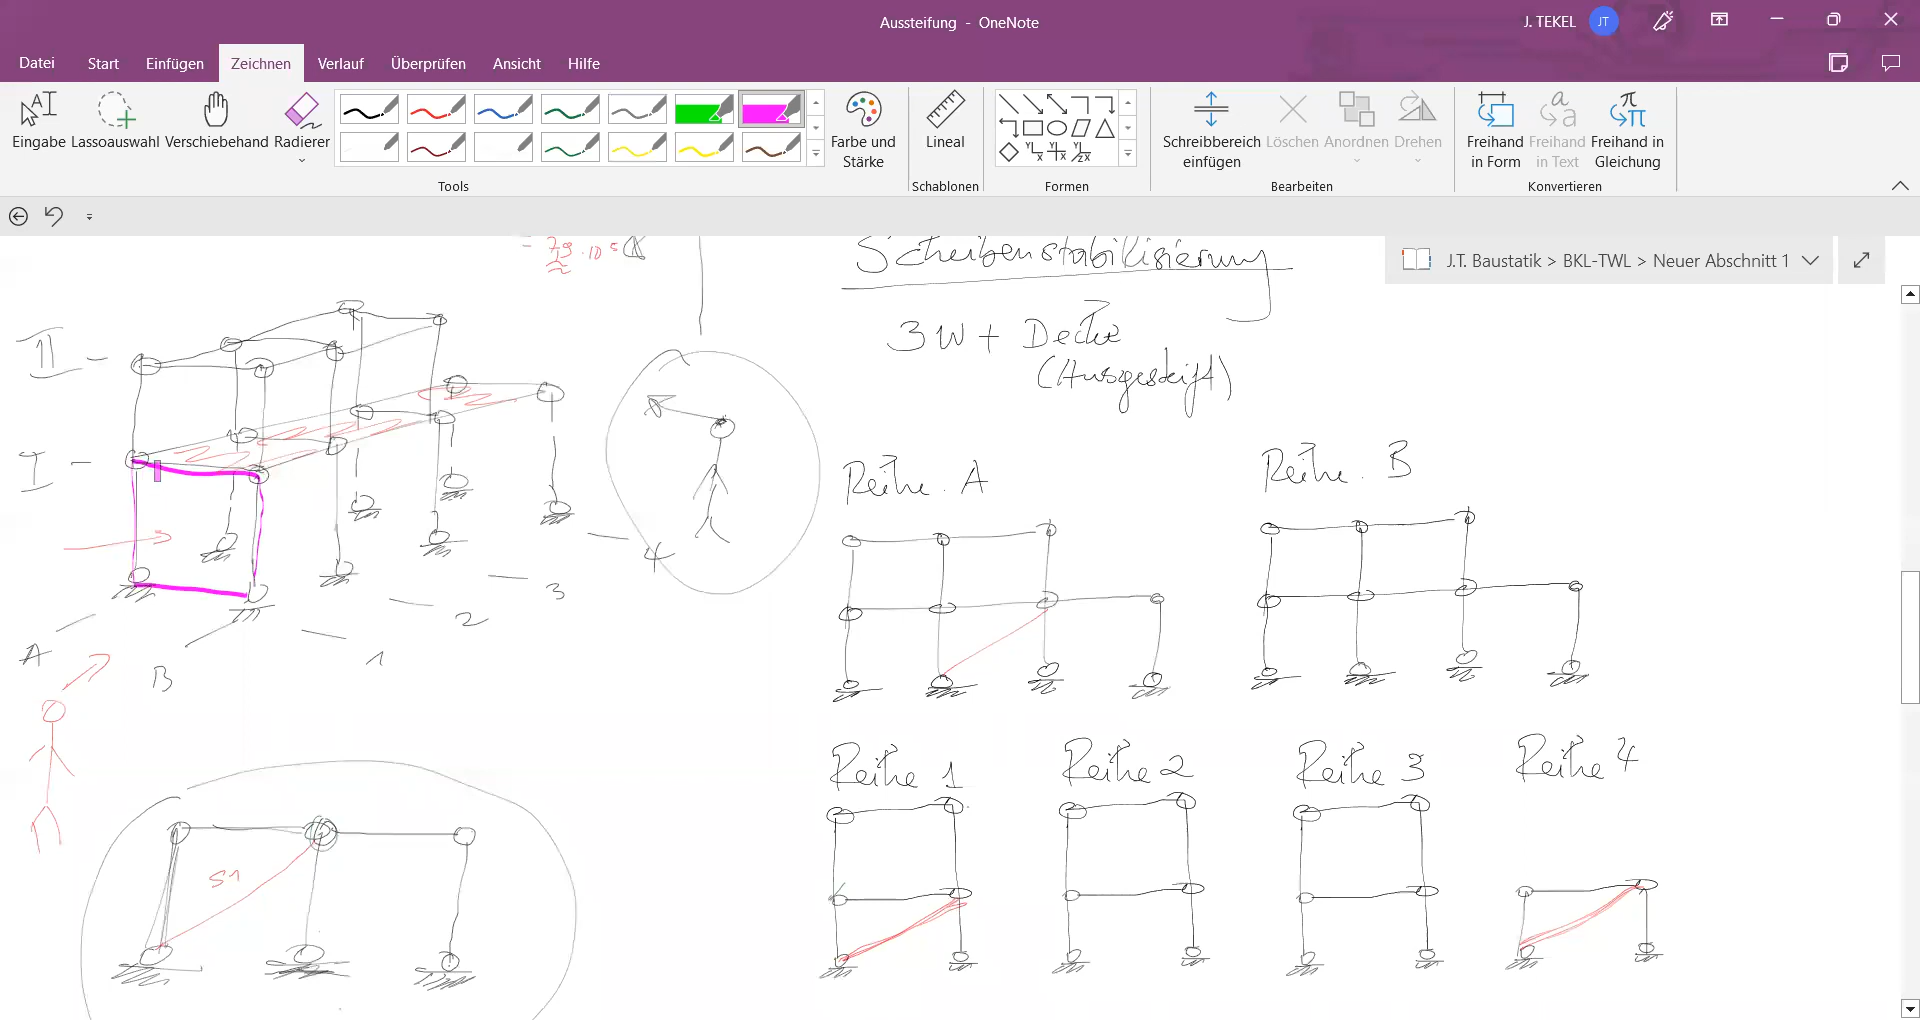 Aussteifung - OneNote
J. TEKEL
JT
Datei
Start
Einfügen
Zeichnen
Verlauf
Überprüfen
Ansicht
Hilfe
Eingabe
Lassoauswahl
Verschiebehand
Radierer
Tools
Farbe und
Stärke
Lineal
Schablonen
Formen
Schreibbereich
einfügen
Löschen
Anordnen
Drehen
Bearbeiten
Freihand
in Form
Freihand
in Text
Freihand in
Gleichung
Konvertieren
J.T. Baustatik > BKL-TWL > Neuer Abschnitt 1
Scheibenstabilisierung
3W + Decke
(Ausgesteift)
II
I
A
B
1
2
3
4
S1
Reihe A
Reihe B
Reihe 1
Reihe 2
Reihe 3
Reihe 4